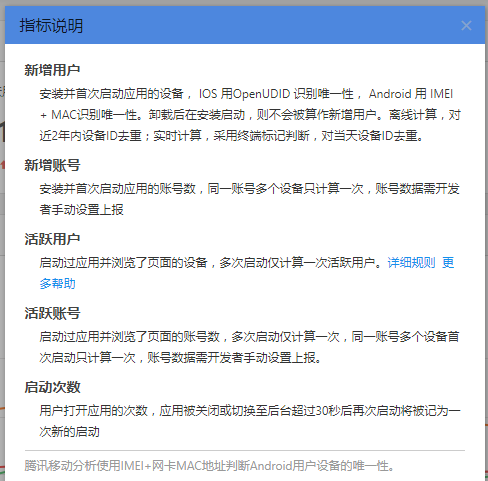 指标说明
新增用户
安装并首次启动应用的设备， IOS 用OpenUDID 识别唯一性， Android 用 IMEI
+ MAC识别唯一性。卸载后在安装启动，则不会被算作新增用户。离线计算，对
近2年内设备ID去重；实时计算，采用终端标记判断，对当天设备ID去重。
新增账号
安装并首次启动应用的账号数，同一账号多个设备只计算一次，账号数据需开发
者手动设置上报
活跃用户
启动过应用并浏览了页面的设备，多次启动仅计算一次活跃用户。详细规则 更
多帮助
活跃账号
启动过应用并浏览了页面的账号数，多次启动仅计算一次，同一账号多个设备首
次启动只计算一次，账号数据需开发者手动设置上报。
启动次数
用户打开应用的次数，应用被关闭或切换至后台超过30秒后再次启动将被记为一
次新的启动
腾讯移动分析使用IMEI+网卡MAC地址判断Android用户设备的唯一性。